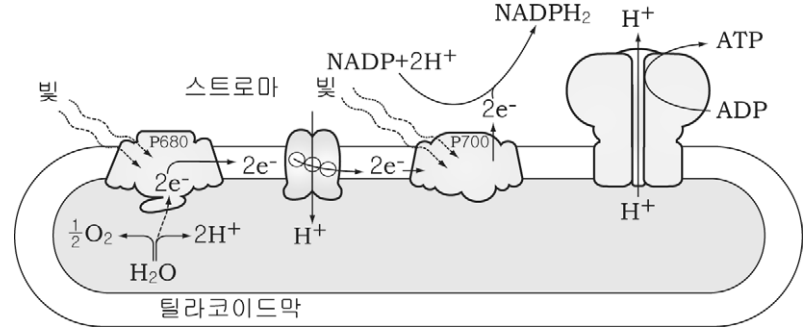 NADPH₂
H⁺
ATP
NADP+2H⁺
빛
스트로마
빛
ADP
2e⁻
P680
P700
2e⁻
2e⁻
2e⁻
H⁺
½O₂
2H⁺
H⁺
H₂O
틸라코이드막